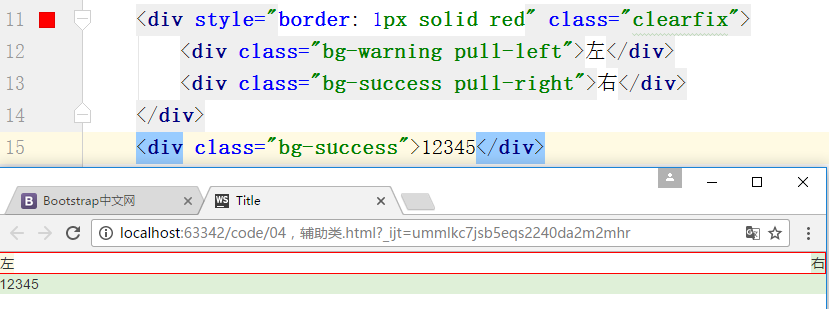 11 <div style="border: 1px solid red" class="clearfix">
12 <div class="bg-warning pull-left">左</div>
13 <div class="bg-success pull-right">右</div>
14 </div>
15 <div class="bg-success">12345</div>
Bootstrap中文网 Title
localhost:63342/code/04，辅助类.html?_ijt=ummlkc7jsb5eqs2240da2m2mhr
左 右
12345